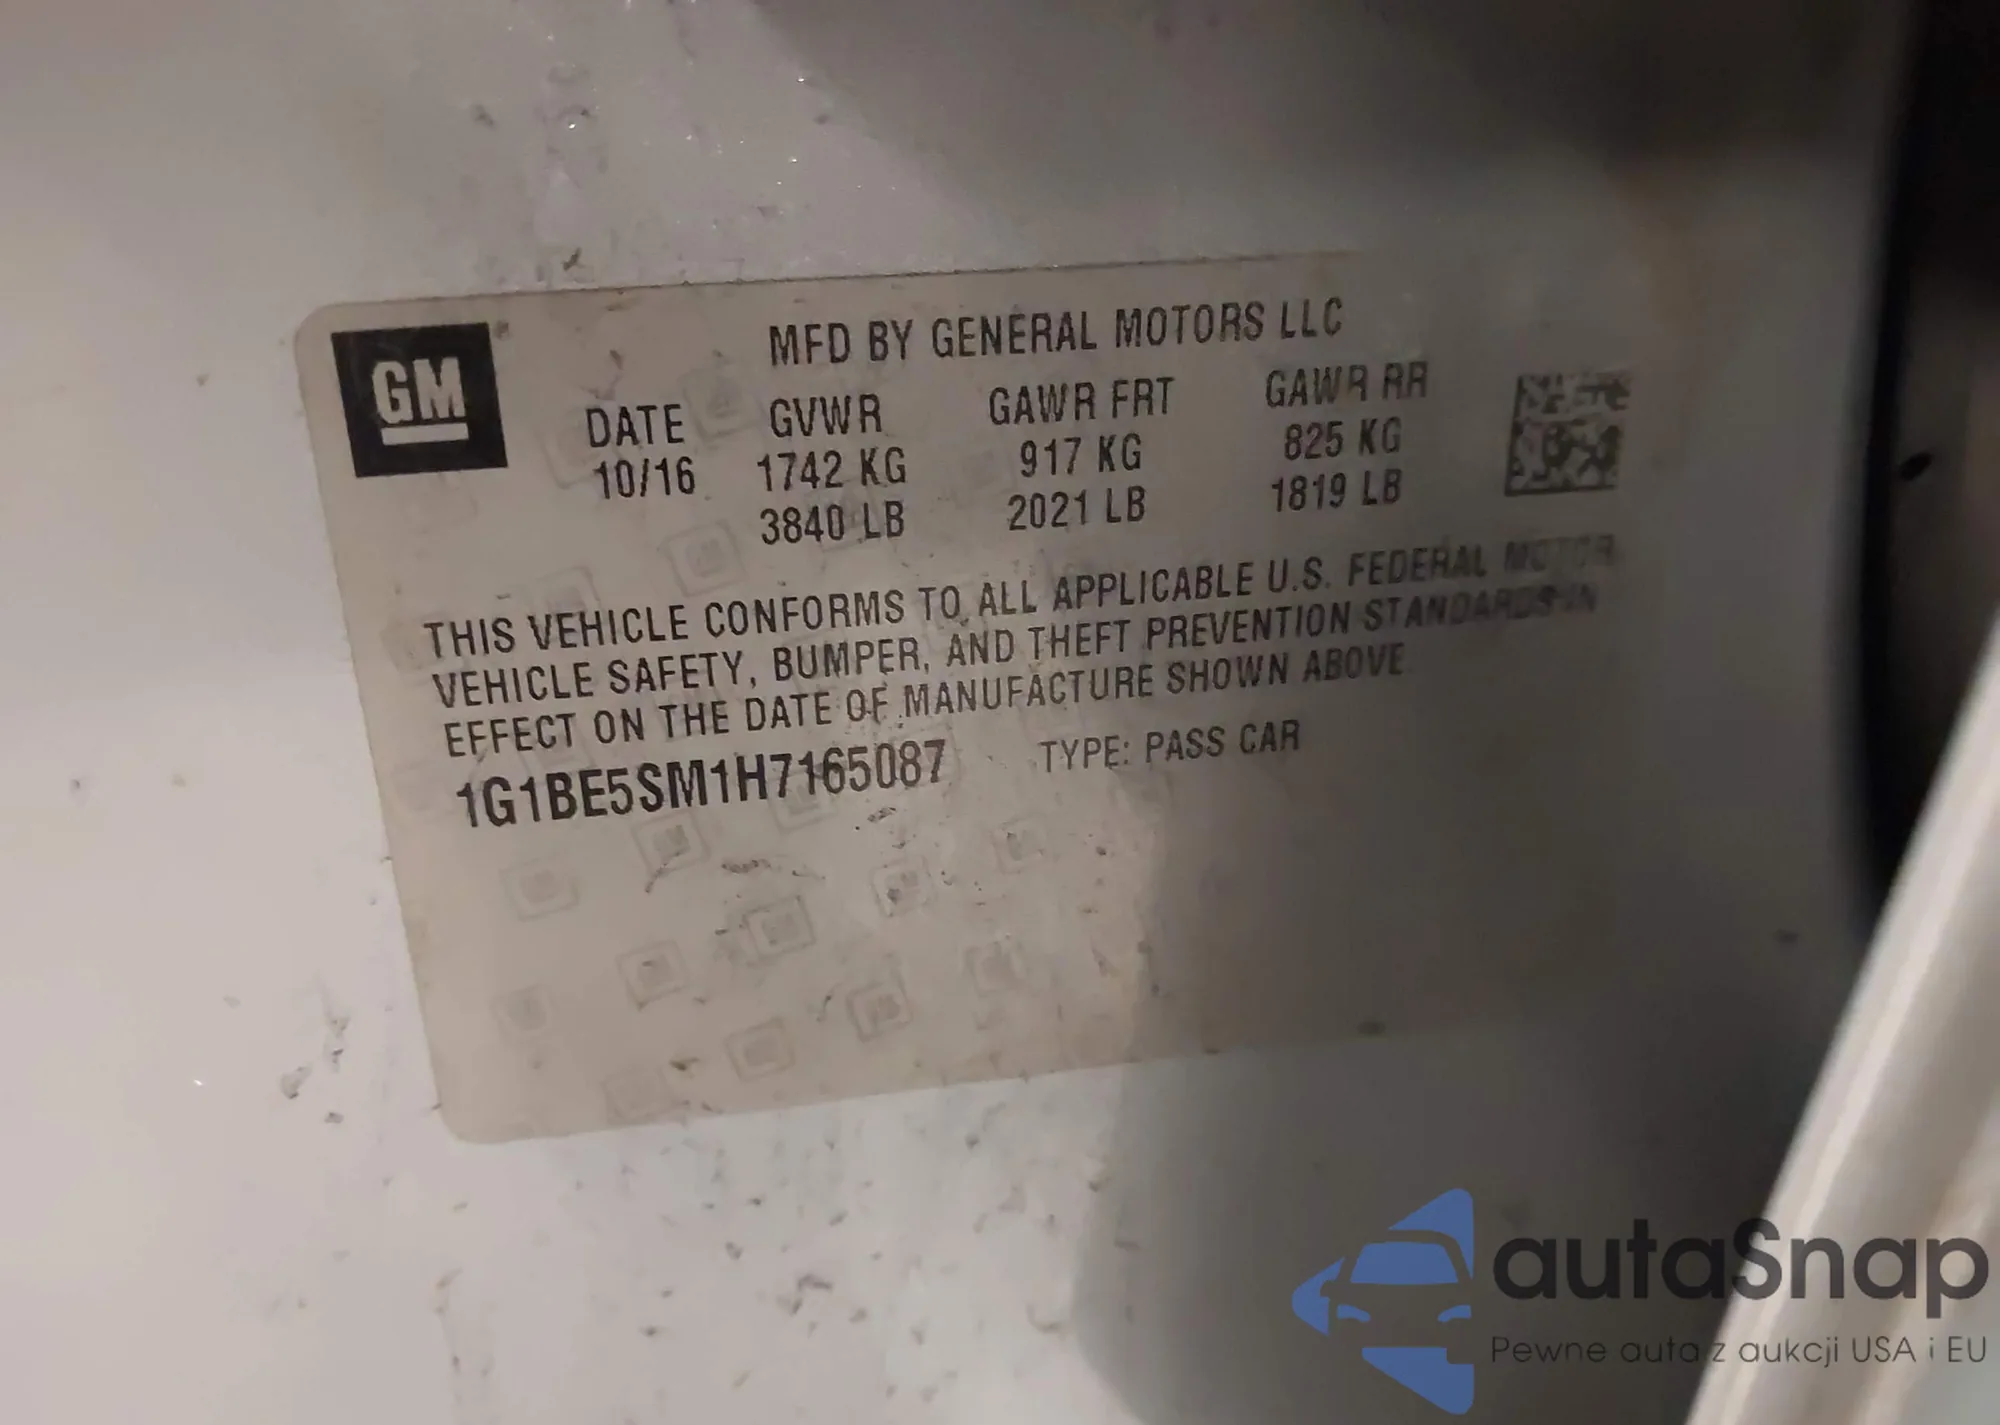 GM
MFD BY GENERAL MOTORS LLC
DATE GVWR GAWR FRT GAWR RR
10/16 1742 KG 917 KG 825 KG
3840 LB 2021 LB 1819 LB
THIS VEHICLE CONFORMS TO ALL APPLICABLE U.S. FEDERAL MOTOR
VEHICLE SAFETY, BUMPER, AND THEFT PREVENTION STANDARDS IN
EFFECT ON THE DATE OF MANUFACTURE SHOWN ABOVE
1G1BE5SM1H7165087 TYPE: PASS CAR
autaSnap
Pewne auta z aukcji USA i EU